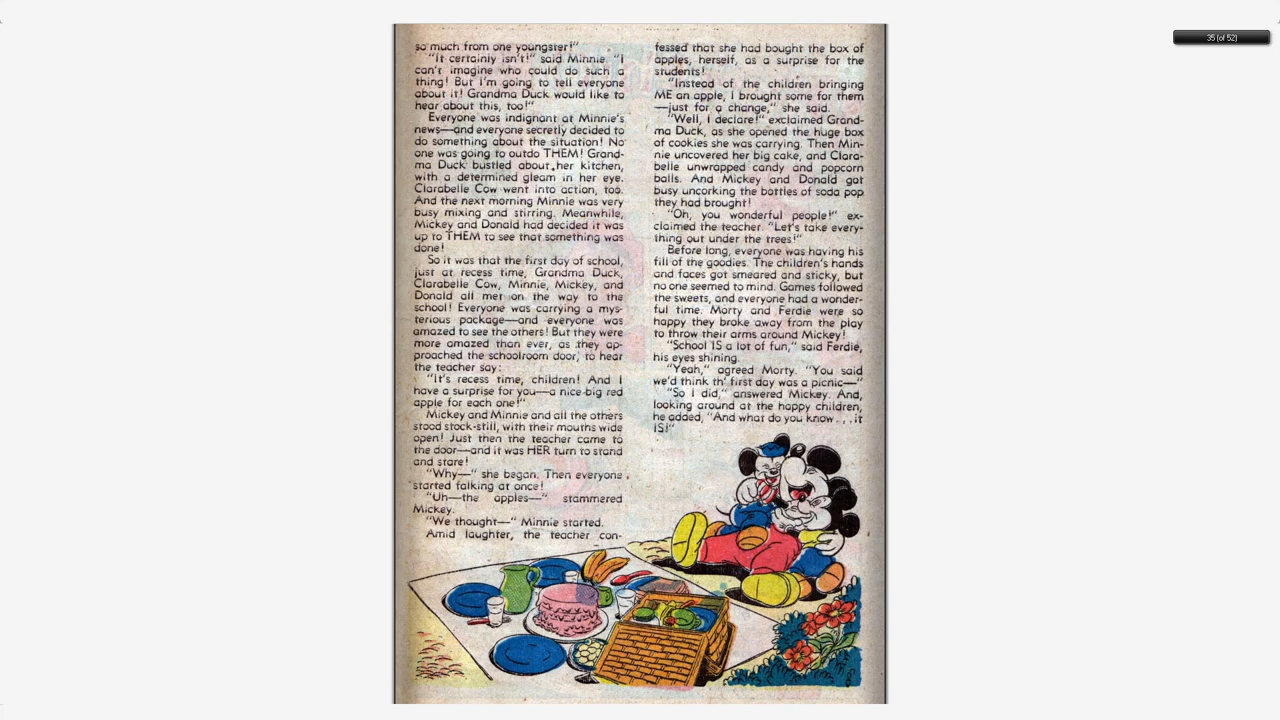 35 (of 52)
so much from one youngster!"
"It certainly isn't!" said Minnie. "I
can't imagine who could do such a
thing! But I'm going to tell everyone
about it! Grandma Duck would like to
hear about this, too!"
Everyone was indignant at Minnie's
news—and everyone secretly decided to
do something about the situation! No
one was going to outdo THEM! Grand-
ma Duck bustled about her kitchen,
with a determined gleam in her eye.
Clarabelle Cow went into action, too.
And the next morning Minnie was very
busy mixing and stirring. Meanwhile,
Mickey and Donald had decided it was
up to THEM to see that something was
done!
So it was that the first day of school,
just at recess time, Grandma Duck,
Clarabelle Cow, Minnie, Mickey, and
Donald all met on the way to the
school! Everyone was carrying a mys-
terious package—and everyone was
amazed to see the others! But they were
more amazed than ever, as they ap-
proached the schoolroom door, to hear
the teacher say:
"It's recess time, children! And I
have a surprise for you—a nice big red
apple for each one!"
Mickey and Minnie and all the others
stood stock-still, with their mouths wide
open! Just then the teacher came to
the door—and it was HER turn to stand
and stare!
"Why—" she began. Then everyone
started talking at once!
"Uh—the apples—" stammered
Mickey.
"We thought—" Minnie started.
Amid laughter, the teacher con-
fessed that she had bought the box of
apples, herself, as a surprise for the
students!
"Instead of the children bringing
ME an apple, I brought some for them
—just for a change," she said.
"Well, I declare!" exclaimed Grand-
ma Duck, as she opened the huge box
of cookies she was carrying. Then Min-
nie uncovered her big cake, and Clara-
belle unwrapped candy and popcorn
balls. And Mickey and Donald got
busy uncorking the bottles of soda pop
they had brought!
"Oh, you wonderful people!" ex-
claimed the teacher. "Let's take every-
thing out under the trees!"
Before long, everyone was having his
fill of the goodies. The children's hands
and faces got smeared and sticky, but
no one seemed to mind. Games followed
the sweets, and everyone had a wonder-
ful time. Morty and Ferdie were so
happy they broke away from the play
to throw their arms around Mickey!
"School IS a lot of fun," said Ferdie,
his eyes shining.
"Yeah," agreed Morty. "You said
we'd think th' first day was a picnic—"
"So I did," answered Mickey. And,
looking around at the happy children,
he added, "And what do you know . . . it
IS!"